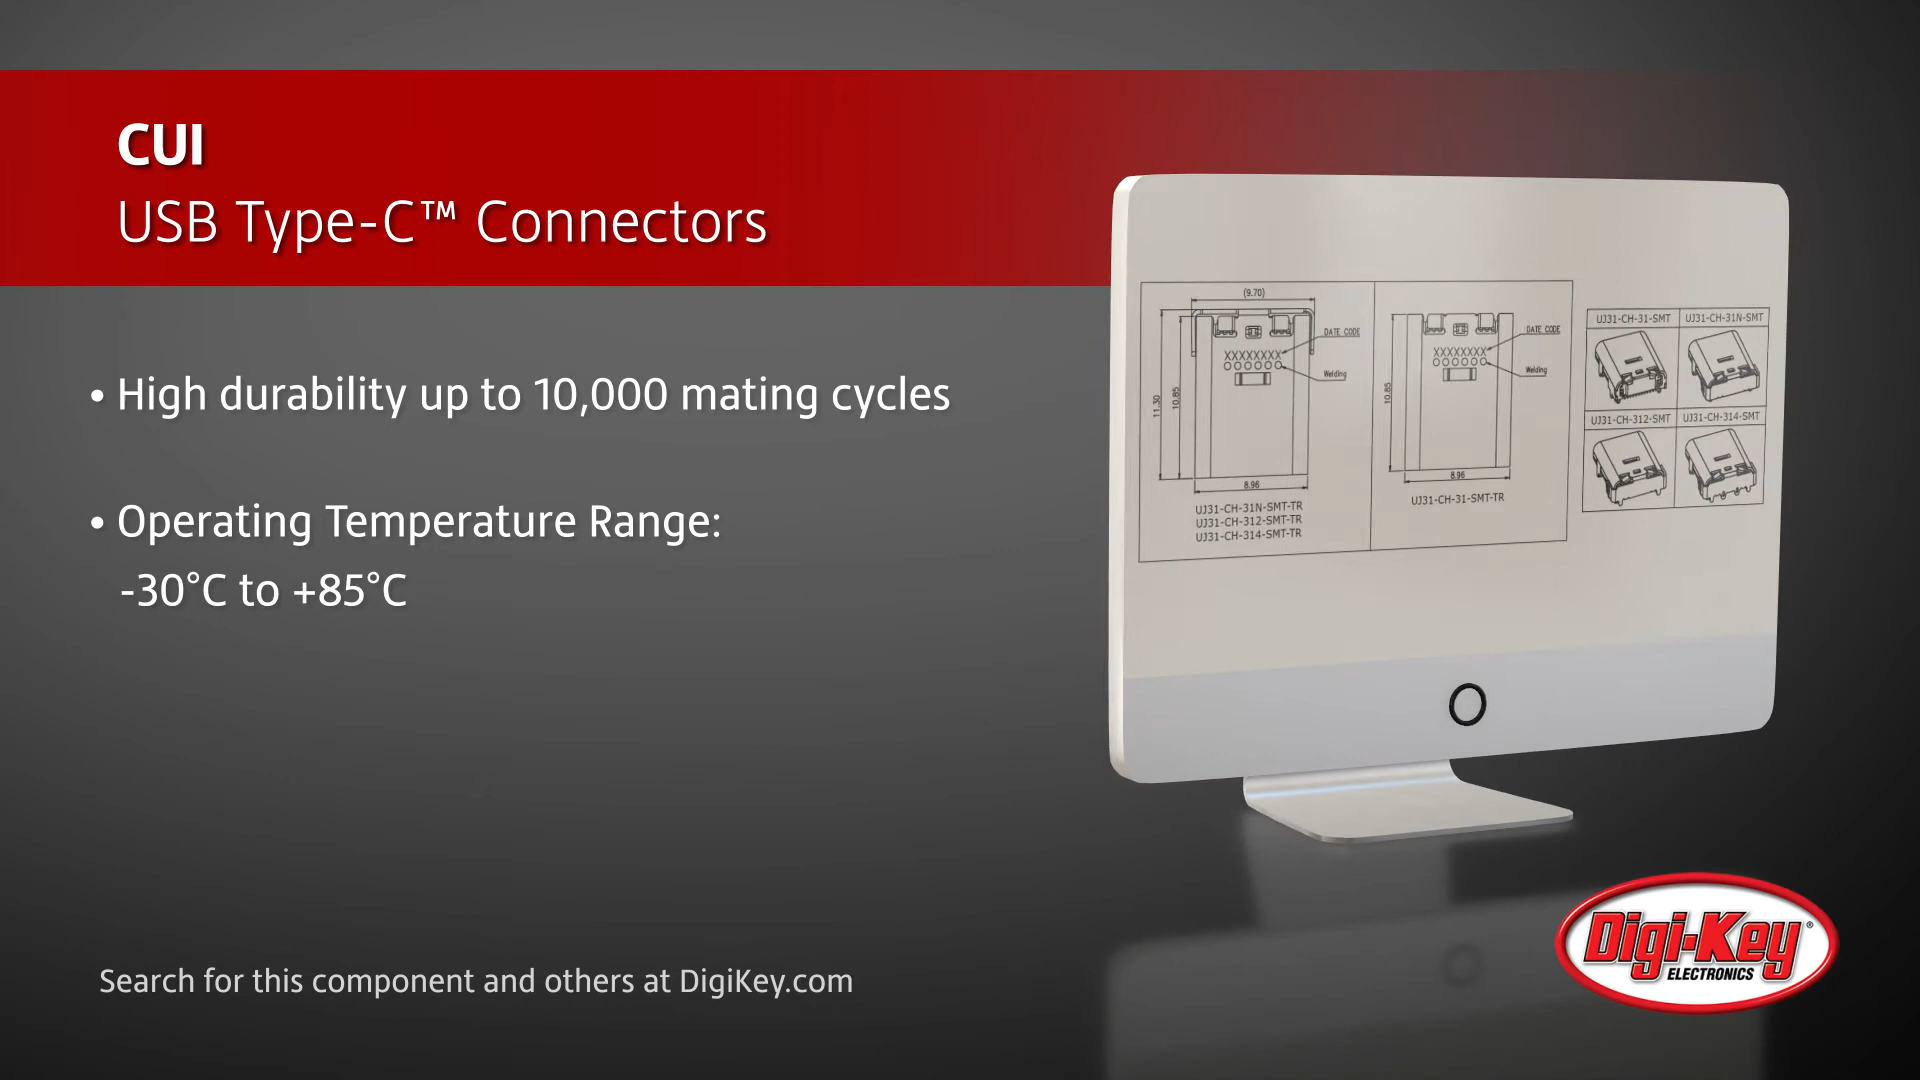 CUI
USB Type-C™ Connectors
• High durability up to 10,000 mating cycles
• Operating Temperature Range:
-30°C to +85°C
(9.70)
DATE CODE
XXXXXXXX
OOOOOO
Welding
11.30
10.85
8.96
UJ31-CH-31N-SMT-TR
UJ31-CH-312-SMT-TR
UJ31-CH-314-SMT-TR
DATE CODE
XXXXXXXX
OOOOOO
Welding
10.85
8.96
UJ31-CH-31-SMT-TR
UJ31-CH-31-SMT UJ31-CH-31N-SMT
UJ31-CH-312-SMT UJ31-CH-314-SMT
Search for this component and others at DigiKey.com
Digi-Key®
ELECTRONICS